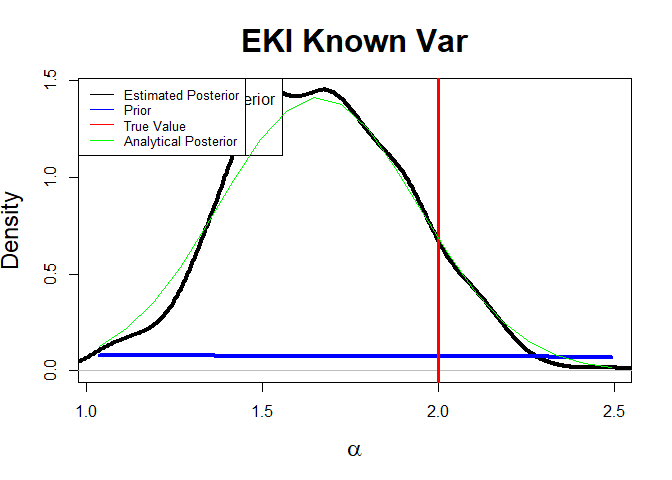 EKI Known Var
Estimated Posterior
Prior
True Value
Analytical Posterior
erior
Density
0.0
0.5
1.0
1.5
1.0
1.5
2.0
2.5
α